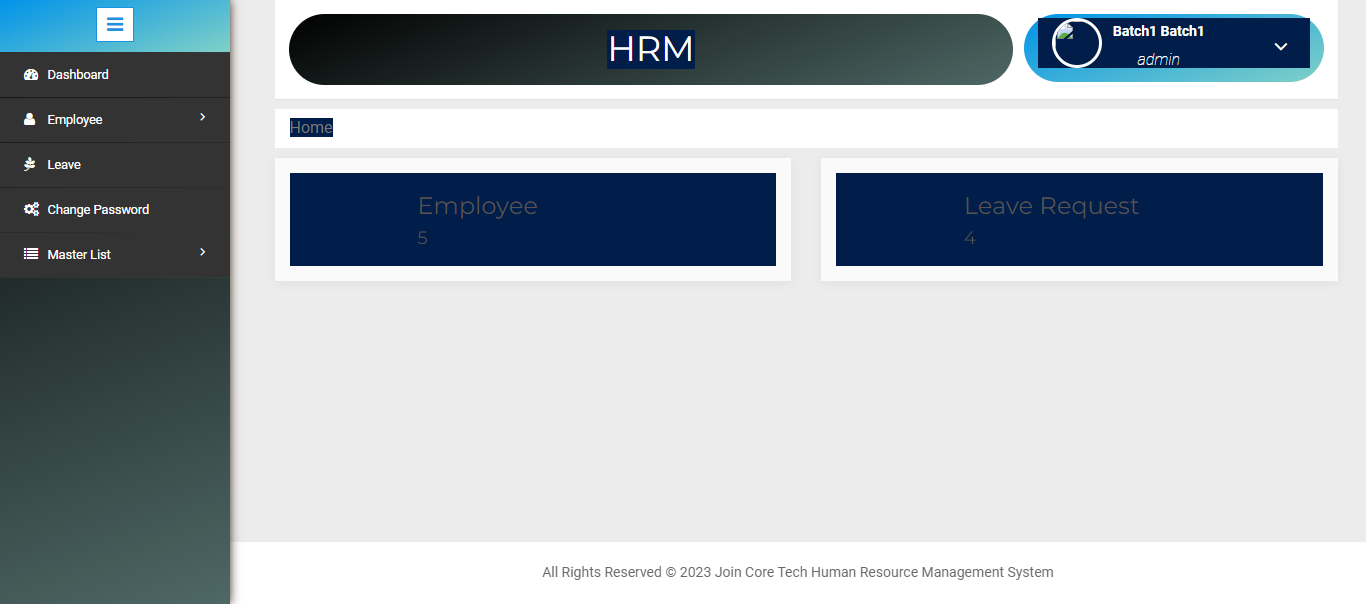 HRM
Batch1 Batch1
admin
Dashboard
Employee
Leave
Change Password
Master List
Home
Employee
5
Leave Request
4
All Rights Reserved © 2023 Join Core Tech Human Resource Management System